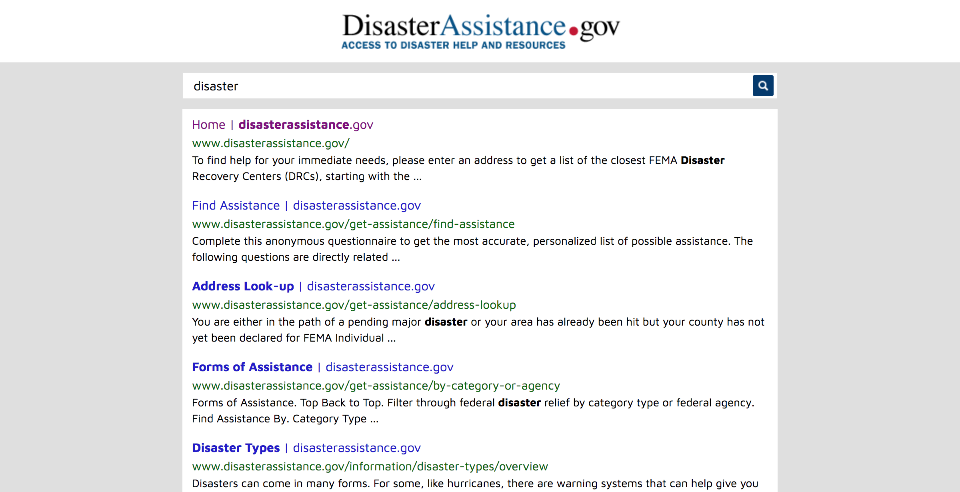 DisasterAssistance.gov
ACCESS TO DISASTER HELP AND RESOURCES
disaster
Home | disasterassistance.gov
www.disasterassistance.gov/
To find help for your immediate needs, please enter an address to get a list of the closest FEMA Disaster
Recovery Centers (DRCs), starting with the ...
Find Assistance | disasterassistance.gov
www.disasterassistance.gov/get-assistance/find-assistance
Complete this anonymous questionnaire to get the most accurate, personalized list of possible assistance. The
following questions are directly related ...
Address Look-up | disasterassistance.gov
www.disasterassistance.gov/get-assistance/address-lookup
You are either in the path of a pending major disaster or your area has already been hit but your county has not
yet been declared for FEMA Individual ...
Forms of Assistance | disasterassistance.gov
www.disasterassistance.gov/get-assistance/by-category-or-agency
Forms of Assistance. Top Back to Top. Filter through federal disaster relief by category type or federal agency.
Find Assistance By. Category Type ...
Disaster Types | disasterassistance.gov
www.disasterassistance.gov/information/disaster-types/overview
Disasters can come in many forms. For some, like hurricanes, there are warning systems that can help give you